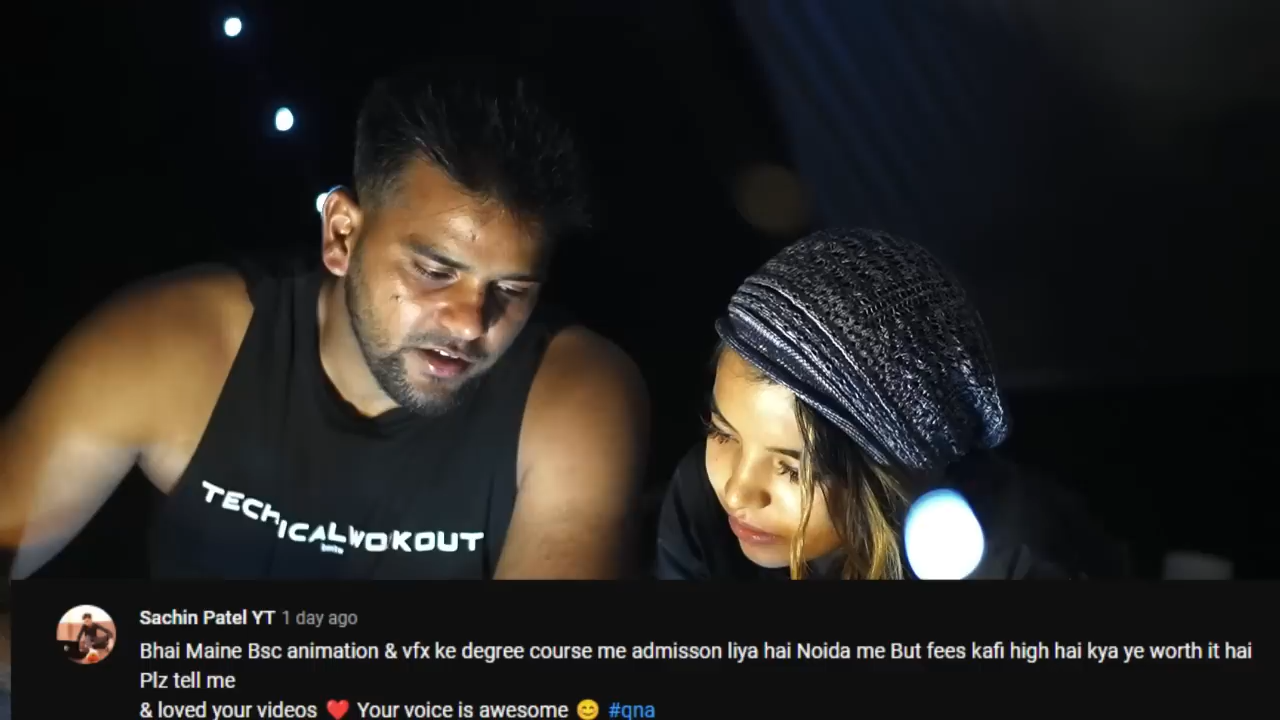 TECHNICAL WORKOUT
Sachin Patel YT 1 day ago
Bhai Maine Bsc animation & vfx ke degree course me admisson liya hai Noida me But fees kafi high hai kya ye worth it hai
Plz tell me
& loved your videos ❤️ Your voice is awesome 😊 #qna